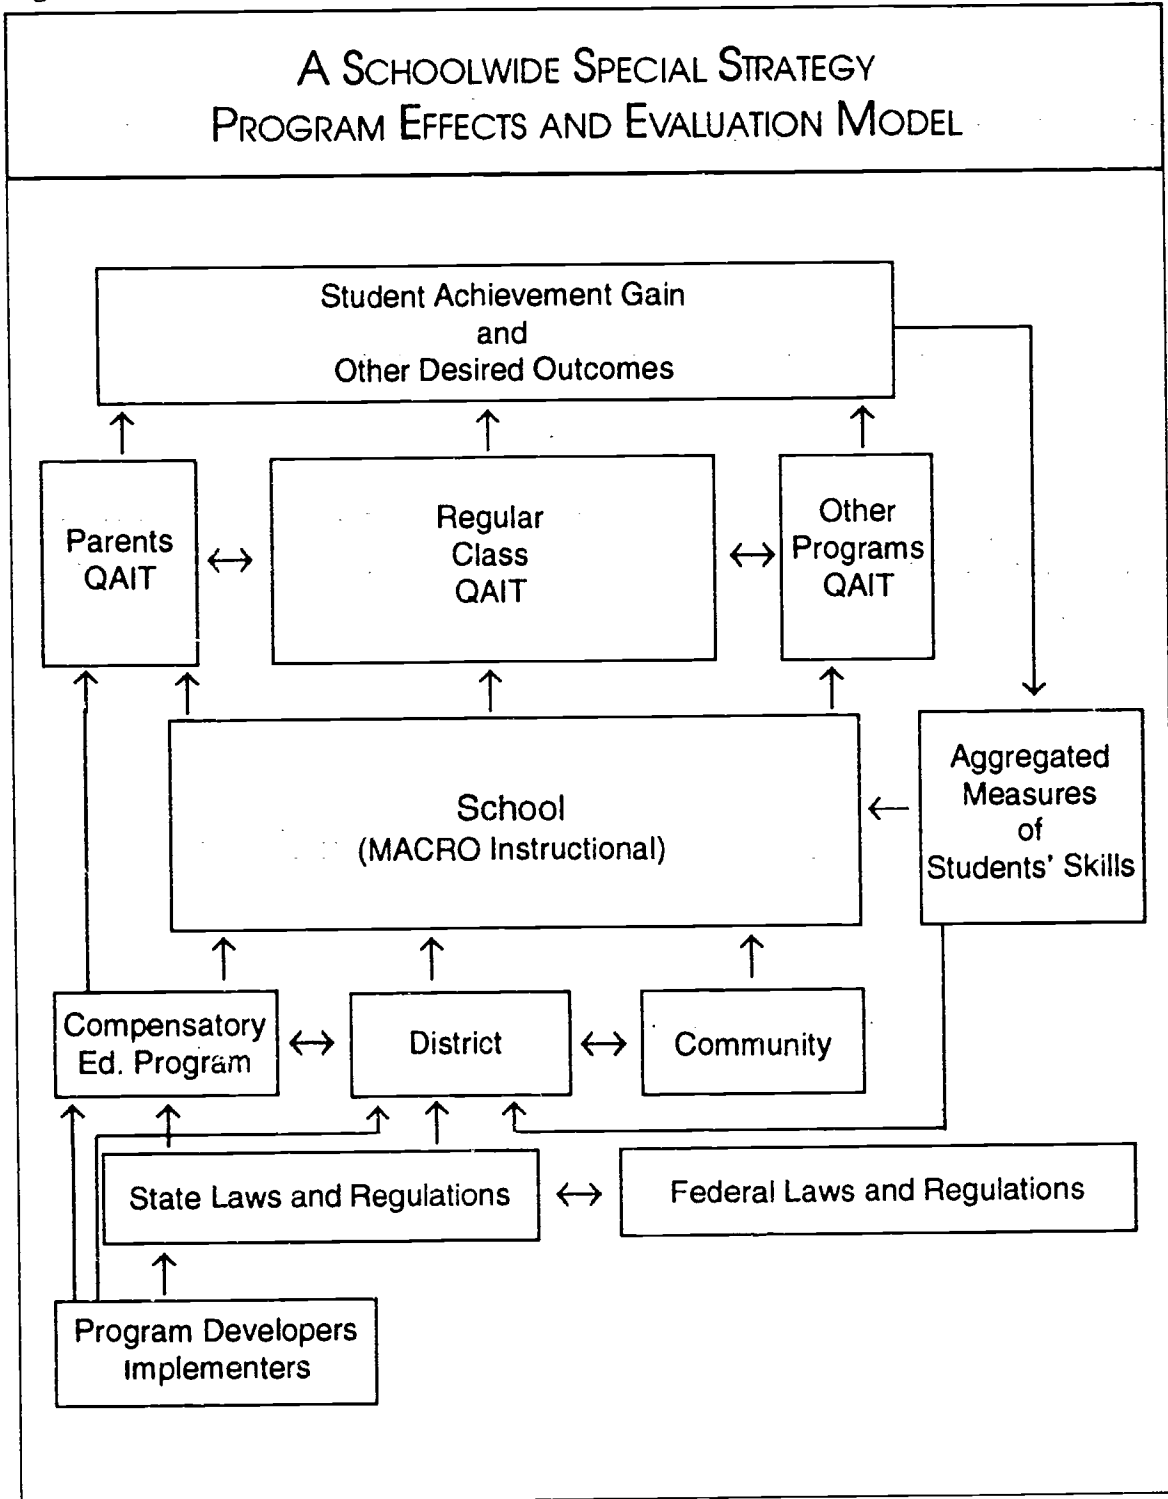 A SCHOOLWIDE SPECIAL STRATEGY
PROGRAM EFFECTS AND EVALUATION MODEL
Student Achievement Gain
and
Other Desired Outcomes
Parents
QAIT
Regular
Class
QAIT
Other
Programs
QAIT
School
(MACRO Instructional)
Aggregated
Measures
of
Students' Skills
Compensatory
Ed. Program
District
Community
State Laws and Regulations
Federal Laws and Regulations
Program Developers
Implementers